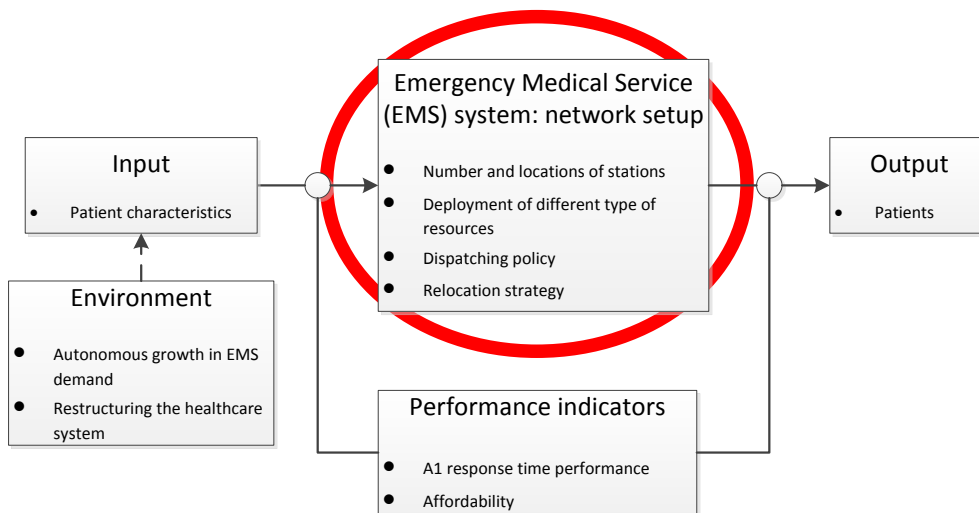 Emergency Medical Service
(EMS) system: network setup
● Number and locations of stations
● Deployment of different type of
resources
● Dispatching policy
● Relocation strategy
Input
• Patient characteristics
Output
• Patients
Environment
● Autonomous growth in EMS
demand
● Restructuring the healthcare
system
Performance indicators
● A1 response time performance
● Affordability